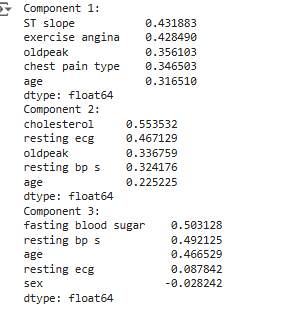 Component 1:
ST slope 0.431883
exercise angina 0.428490
oldpeak 0.356103
chest pain type 0.346503
age 0.316510
dtype: float64
Component 2:
cholesterol 0.553532
resting ecg 0.467129
oldpeak 0.336759
resting bp s 0.324176
age 0.225225
dtype: float64
Component 3:
fasting blood sugar 0.503128
resting bp s 0.492125
age 0.466529
resting ecg 0.087842
sex -0.028242
dtype: float64